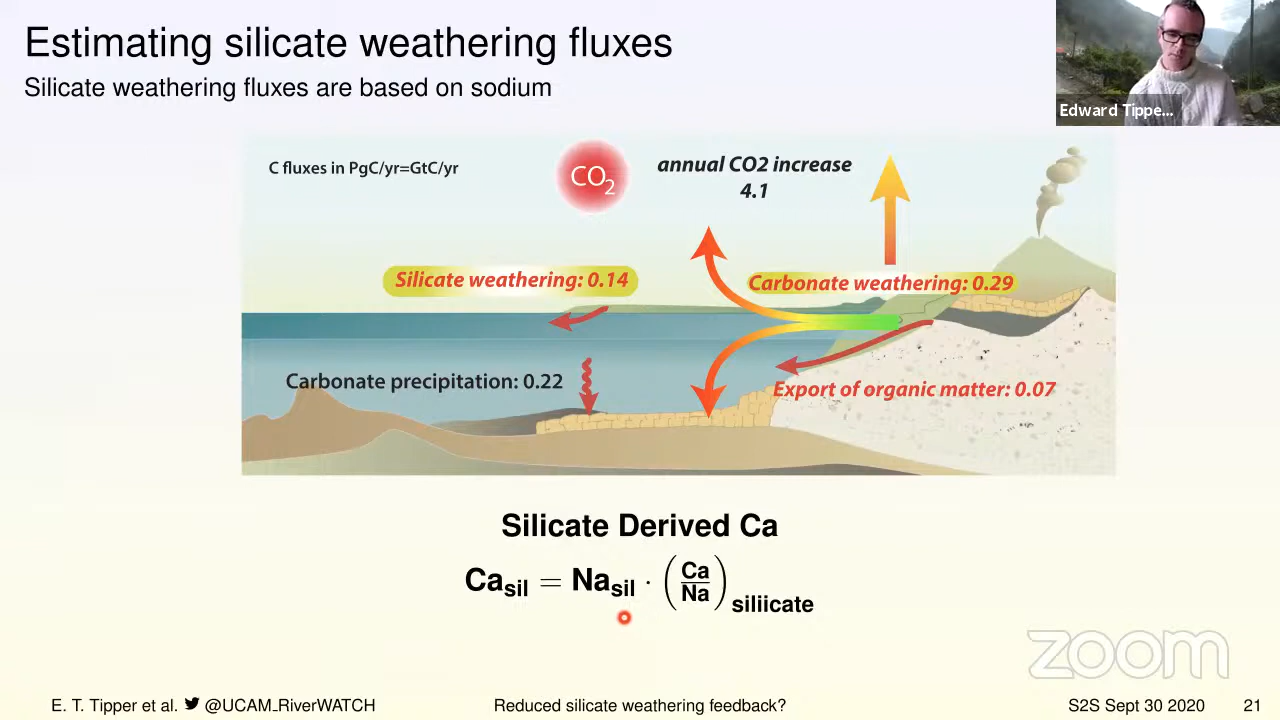 Estimating silicate weathering fluxes
Silicate weathering fluxes are based on sodium
Edward Tippe...
C fluxes in PgC/yr=GtC/yr
CO2
annual CO2 increase
4.1
Silicate weathering: 0.14
Carbonate weathering: 0.29
Carbonate precipitation: 0.22
Export of organic matter: 0.07
Silicate Derived Ca
Ca_sil = Na_sil · (Ca/Na)_siliicate
zoom
E. T. Tipper et al. @UCAM_RiverWATCH
Reduced silicate weathering feedback?
S2S Sept 30 2020
21